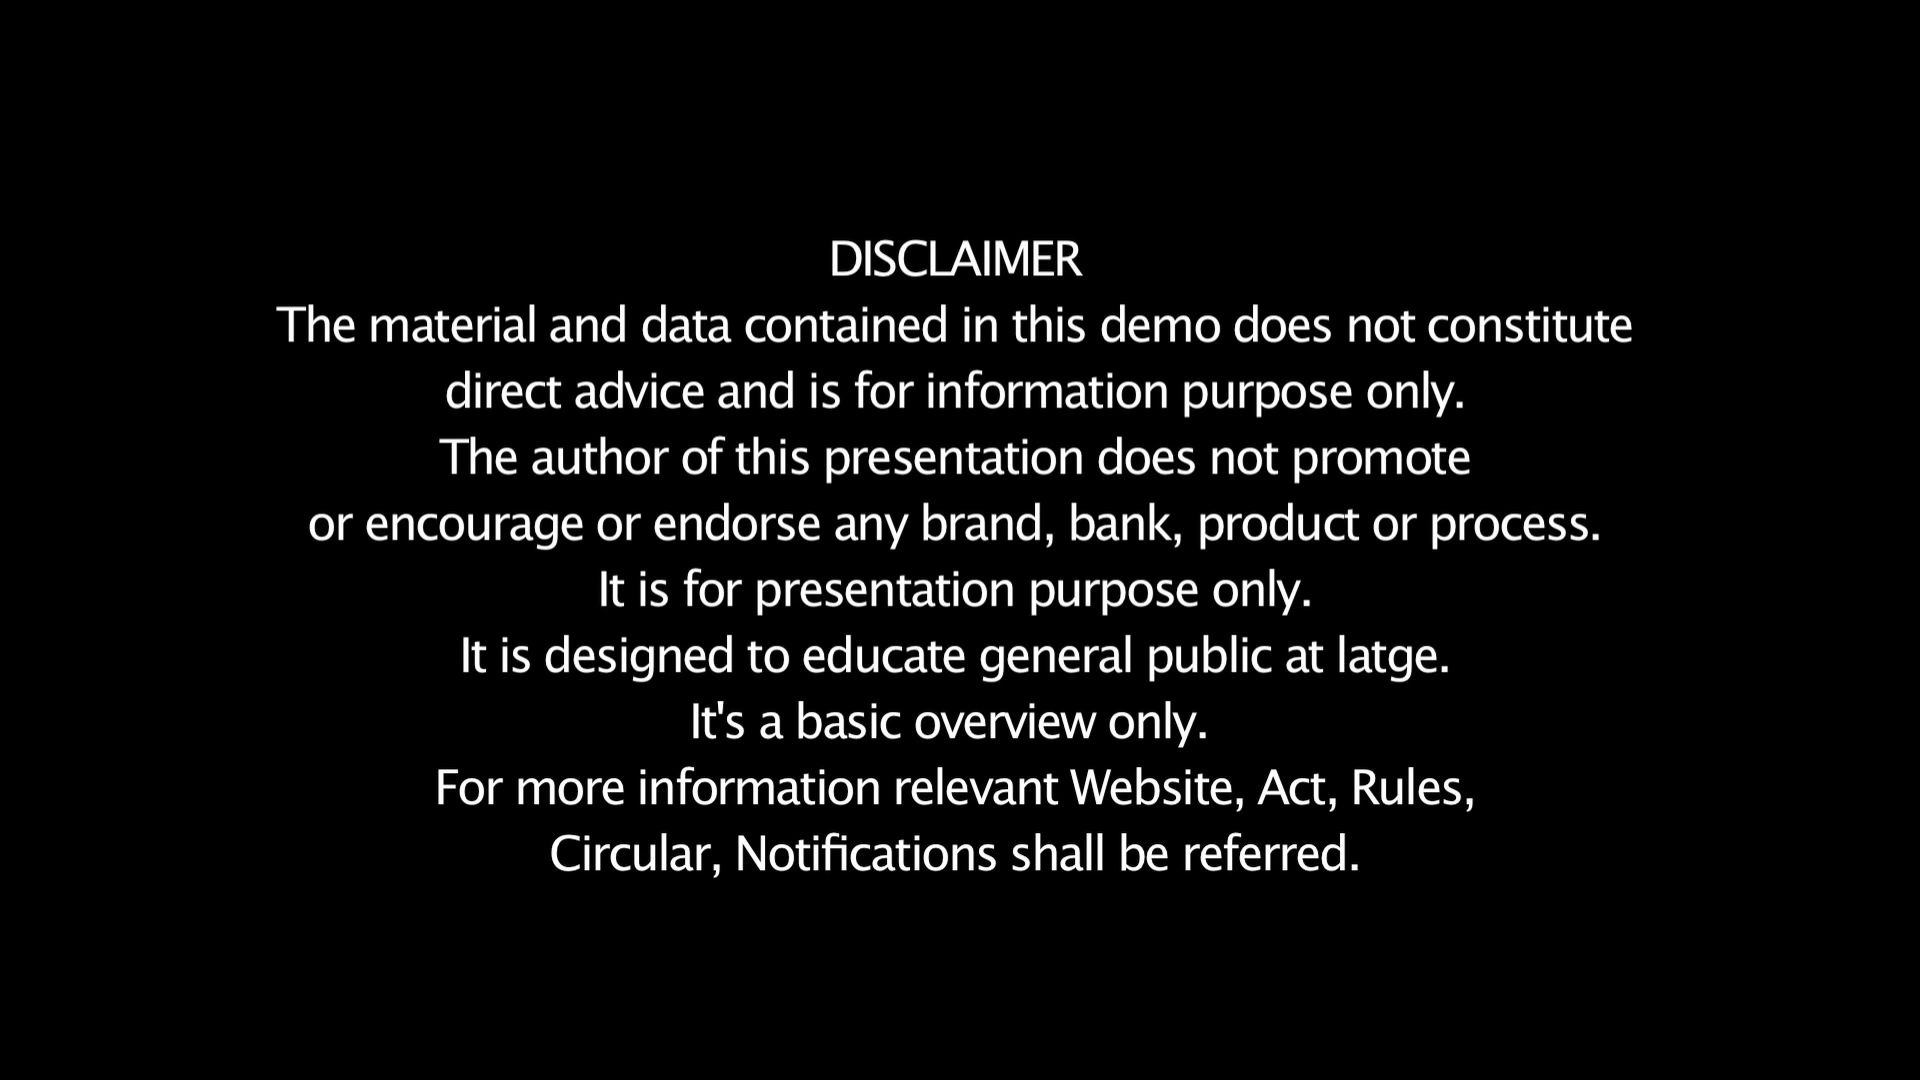 DISCLAIMER
The material and data contained in this demo does not constitute
direct advice and is for information purpose only.
The author of this presentation does not promote
or encourage or endorse any brand, bank, product or process.
It is for presentation purpose only.
It is designed to educate general public at latge.
It's a basic overview only.
For more information relevant Website, Act, Rules,
Circular, Notifications shall be referred.